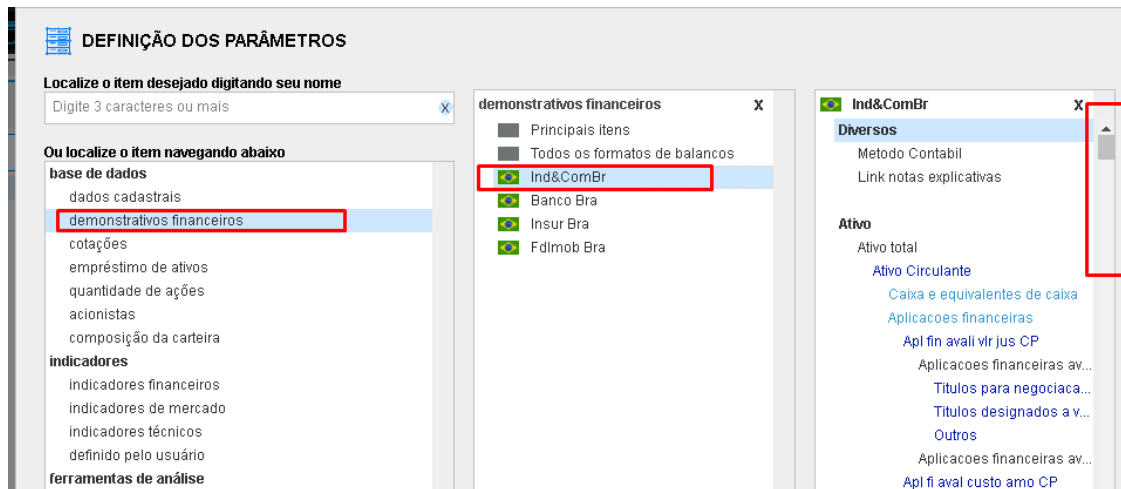 DEFINIÇÃO DOS PARÂMETROS
Localize o item desejado digitando seu nome
Digite 3 caracteres ou mais X
Ou localize o item navegando abaixo
base de dados
dados cadastrais
demonstrativos financeiros
cotações
empréstimo de ativos
quantidade de ações
acionistas
composição da carteira
indicadores
indicadores financeiros
indicadores de mercado
indicadores técnicos
definido pelo usuário
ferramentas de análise
demonstrativos financeiros X
Principais itens
Todos os formatos de balancos
Ind&ComBr
Banco Bra
Insur Bra
FdImob Bra
Ind&ComBr X
Diversos
Metodo Contabil
Link notas explicativas
Ativo
Ativo total
Ativo Circulante
Caixa e equivalentes de caixa
Aplicacoes financeiras
Apl fin avali vlr jus CP
Aplicacoes financeiras av...
Titulos para negociaca...
Titulos designados a v...
Outros
Aplicacoes financeiras av...
Apl fi aval custo amo CP